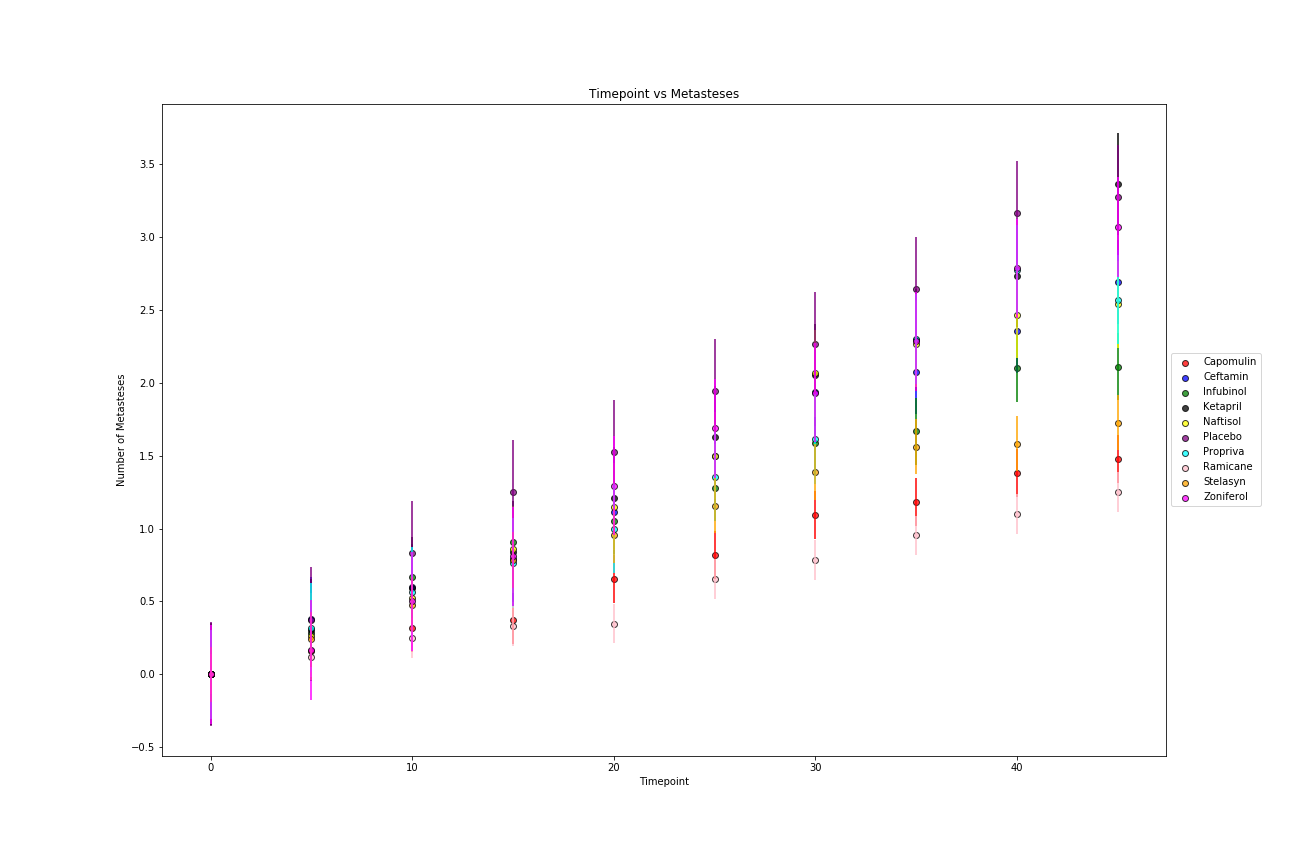 Timepoint vs Metasteses
Number of Metasteses
3.5
3.0
2.5
2.0
1.5
1.0
0.5
0.0
−0.5
0 10 20 30 40
Timepoint
Capomulin
Ceftamin
Infubinol
Ketapril
Naftisol
Placebo
Propriva
Ramicane
Stelasyn
Zoniferol